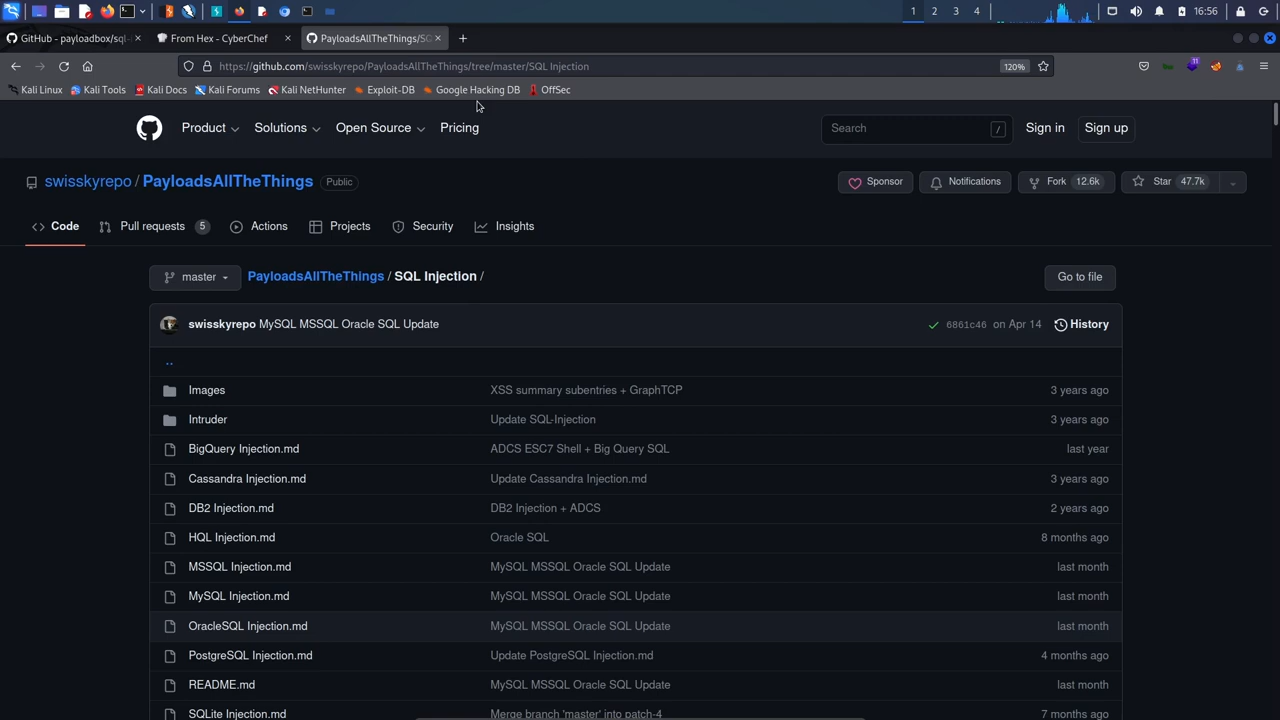 1 2 3 4 16:56
GitHub - payloadbox/sql- From Hex - CyberChef PayloadsAllTheThings/SQ
https://github.com/swisskyrepo/PayloadsAllTheThings/tree/master/SQL Injection 120% 11
Kali Linux Kali Tools Kali Docs Kali Forums Kali NetHunter Exploit-DB Google Hacking DB OffSec
Product Solutions Open Source Pricing Search / Sign in Sign up
swisskyrepo / PayloadsAllTheThings Public Sponsor Notifications Fork 12.6k Star 47.7k
Code Pull requests 5 Actions Projects Security Insights
master PayloadsAllTheThings / SQL Injection / Go to file
swisskyrepo MySQL MSSQL Oracle SQL Update 6861c46 on Apr 14 History
..
Images XSS summary subentries + GraphTCP 3 years ago
Intruder Update SQL-Injection 3 years ago
BigQuery Injection.md ADCS ESC7 Shell + Big Query SQL last year
Cassandra Injection.md Update Cassandra Injection.md 3 years ago
DB2 Injection.md DB2 Injection + ADCS 2 years ago
HQL Injection.md Oracle SQL 8 months ago
MSSQL Injection.md MySQL MSSQL Oracle SQL Update last month
MySQL Injection.md MySQL MSSQL Oracle SQL Update last month
OracleSQL Injection.md MySQL MSSQL Oracle SQL Update last month
PostgreSQL Injection.md Update PostgreSQL Injection.md 4 months ago
README.md MySQL MSSQL Oracle SQL Update last month
SQLite Injection.md Merge branch 'master' into patch-4 7 months ago